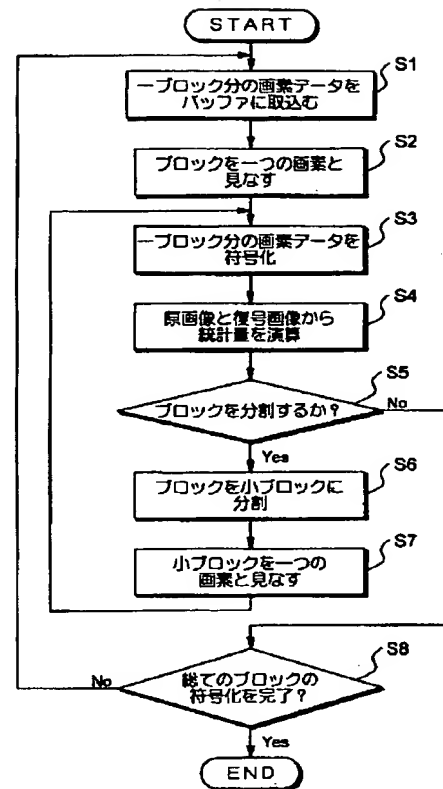 START
S1
一ブロック分の画素データを
バッファに取込む
S2
ブロックを一つの画素と
見なす
S3
一ブロック分の画素データを
符号化
S4
原画像と復号画像から
統計量を演算
S5
ブロックを分割するか？
No
Yes
S6
ブロックを小ブロックに
分割
S7
小ブロックを一つの
画素と見なす
S8
総てのブロックの
符号化を完了？
No
Yes
END